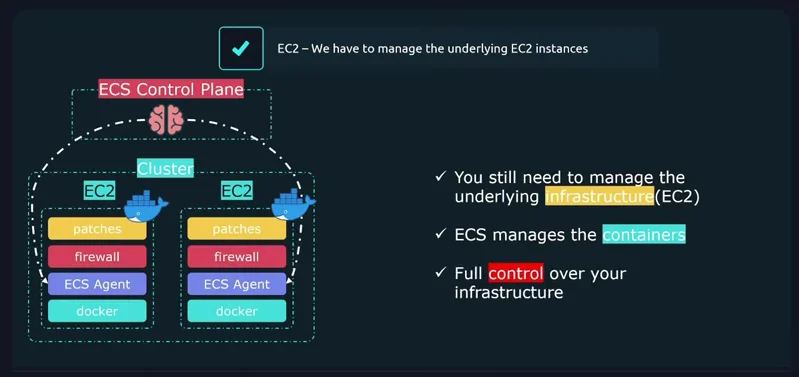 EC2 – We have to manage the underlying EC2 instances
ECS Control Plane
Cluster
EC2
EC2
patches
patches
firewall
firewall
ECS Agent
ECS Agent
docker
docker
✓ You still need to manage the
underlying infrastructure(EC2)
✓ ECS manages the containers
✓ Full control over your
infrastructure